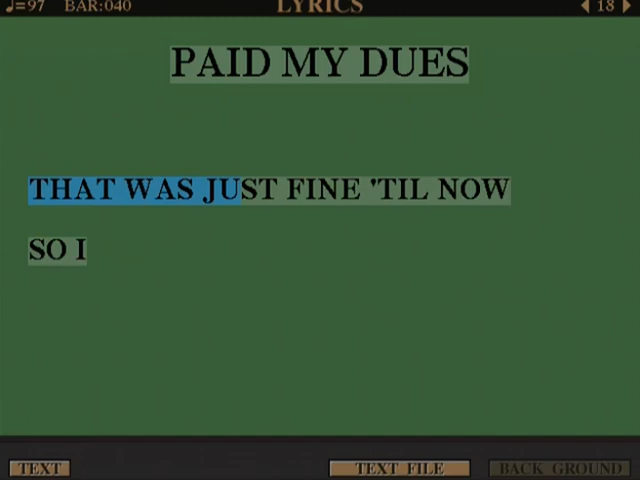 ♩=97 BAR:040 LYRICS 18
PAID MY DUES
THAT WAS JUST FINE 'TIL NOW
SO I
TEXT TEXT FILE BACK GROUND